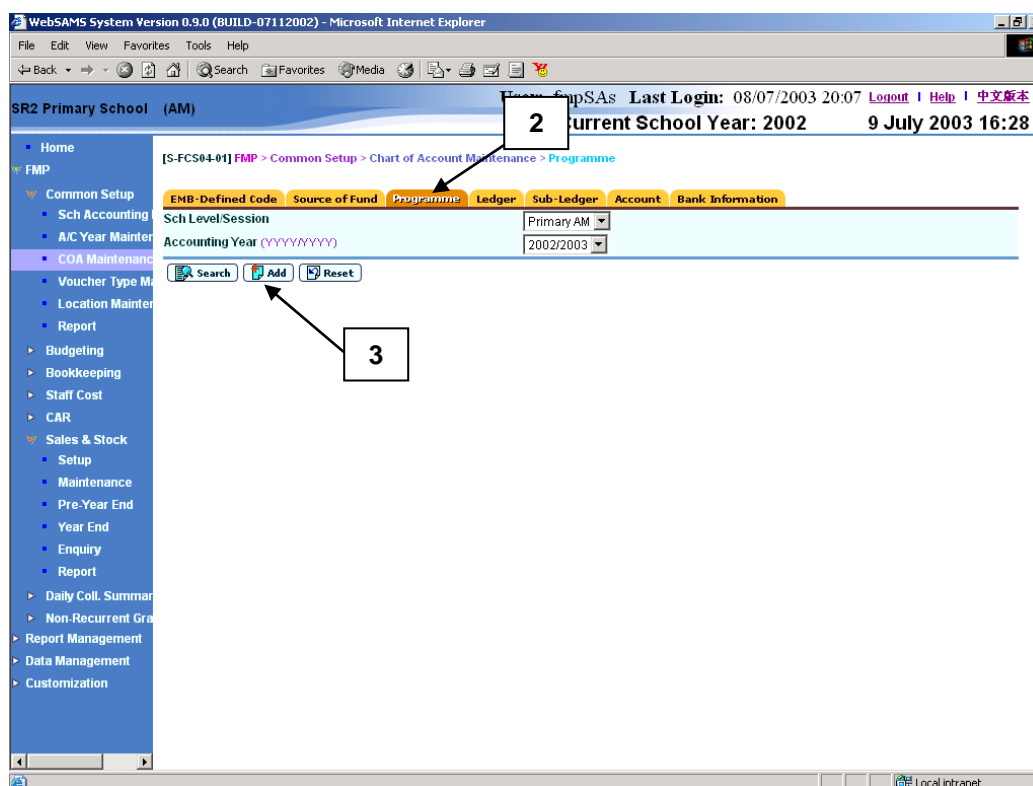 WebSAMS System Version 0.9.0 (BUILD-07112002) - Microsoft Internet Explorer
File Edit View Favorites Tools Help
Back Search Favorites Media
SR2 Primary School (AM)
fmpSAs Last Login: 08/07/2003 20:07 Logout | Help | 中文版本
Current School Year: 2002 9 July 2003 16:28
2
Home
FMP
Common Setup
Sch Accounting
A/C Year Mainter
COA Maintenanc
Voucher Type Ma
Location Mainter
Report
Budgeting
Bookkeeping
Staff Cost
CAR
Sales & Stock
Setup
Maintenance
Pre-Year End
Year End
Enquiry
Report
Daily Coll. Summar
Non-Recurrent Gra
Report Management
Data Management
Customization
[S-FCS04-01] FMP > Common Setup > Chart of Account Maintenance > Programme
EMB-Defined Code Source of Fund Programme Ledger Sub-Ledger Account Bank Information
Sch Level/Session Primary AM
Accounting Year (YYYY/YYYY) 2002/2003
Search Add Reset
3
Local intranet